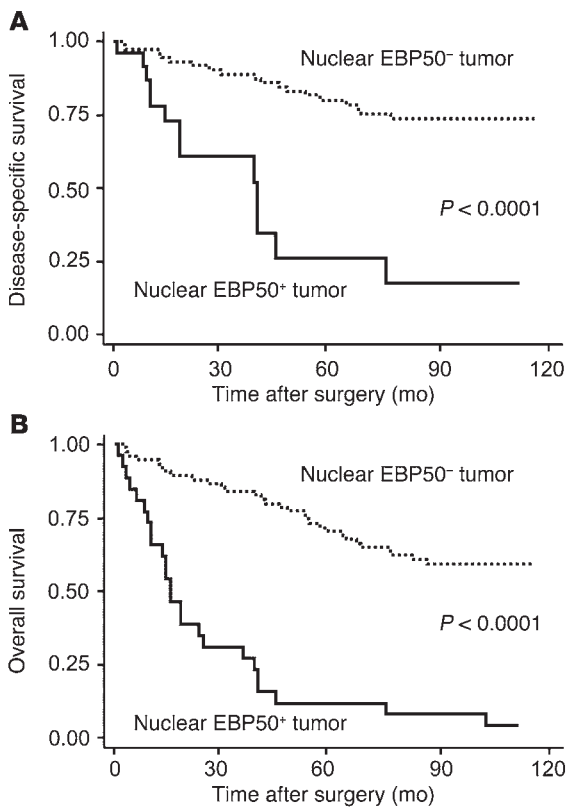 A
Disease-specific survival
1.00
0.75
0.50
0.25
0.00
Nuclear EBP50⁻ tumor
P < 0.0001
Nuclear EBP50⁺ tumor
0 30 60 90 120
Time after surgery (mo)
B
Overall survival
1.00
0.75
0.50
0.25
0.00
Nuclear EBP50⁻ tumor
P < 0.0001
Nuclear EBP50⁺ tumor
0 30 60 90 120
Time after surgery (mo)